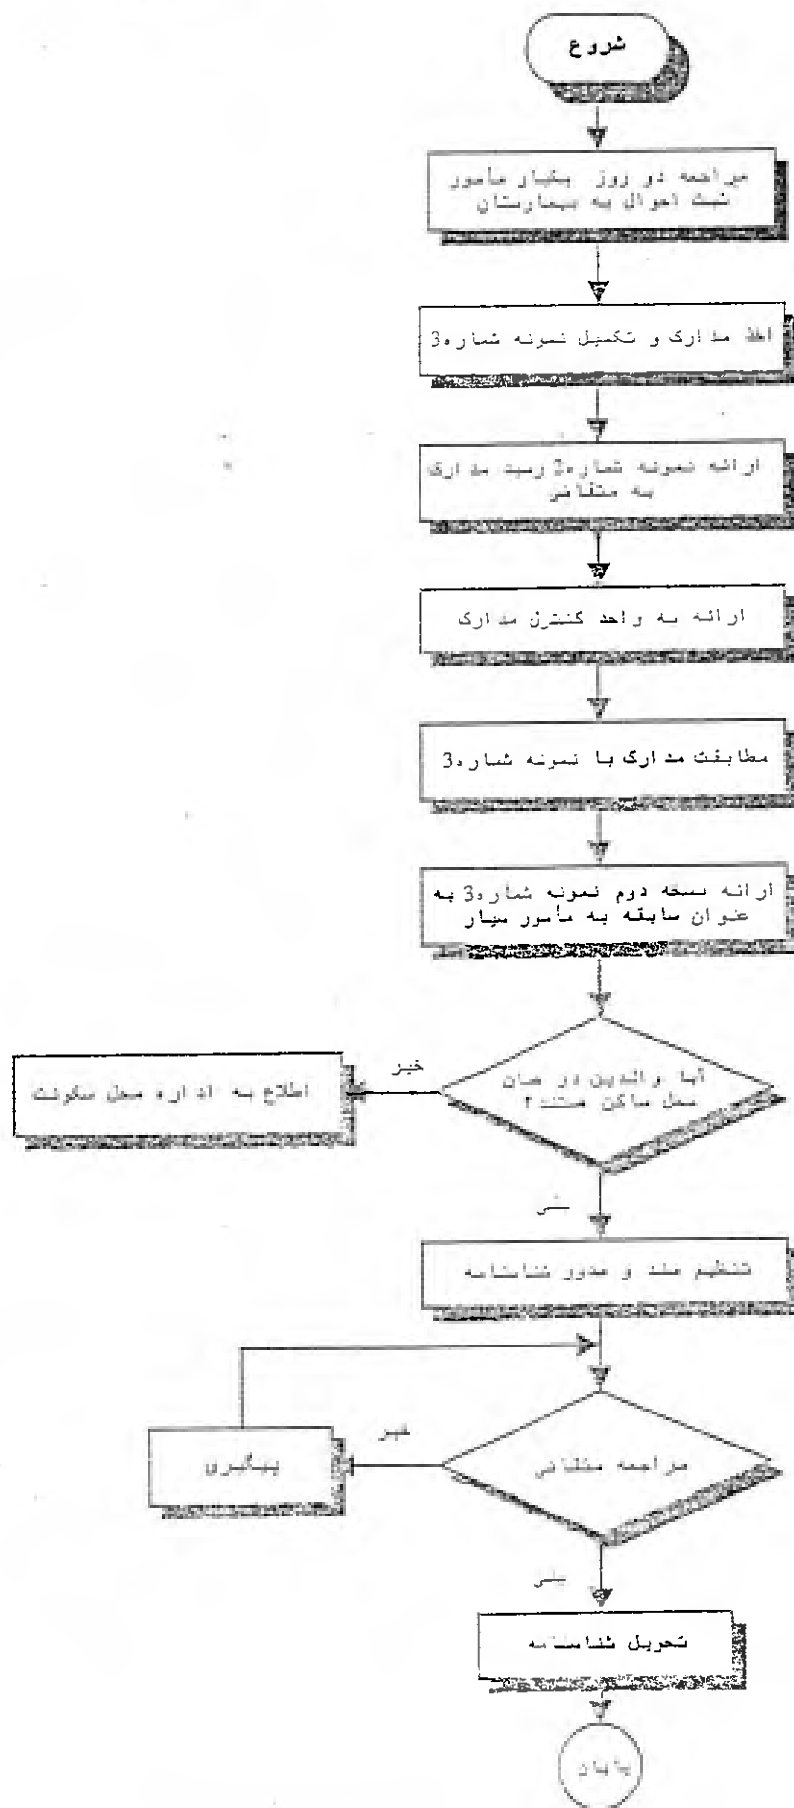 شروع
مراجعه دو روز یکبار مأمور
ثبت احوال به بیمارستان
اخذ مدارک و تکمیل نمونه شماره3
ارائه نمونه شماره2 رسید مدارک
به متقاضی
ارائه به واحد کنترل مدارک
مطابقت مدارک با نمونه شماره3
ارائه نسخه دوم نمونه شماره3 به
عنوان سابقه به مأمور سیار
آیا والدین در همان
محل ساکن هستند؟
خیر
اطلاع به اداره محل سکونت
بلی
تنظیم سند و صدور شناسنامه
مراجعه متقاضی
خیر
پیگیری
بلی
تحویل شناسنامه
پایان